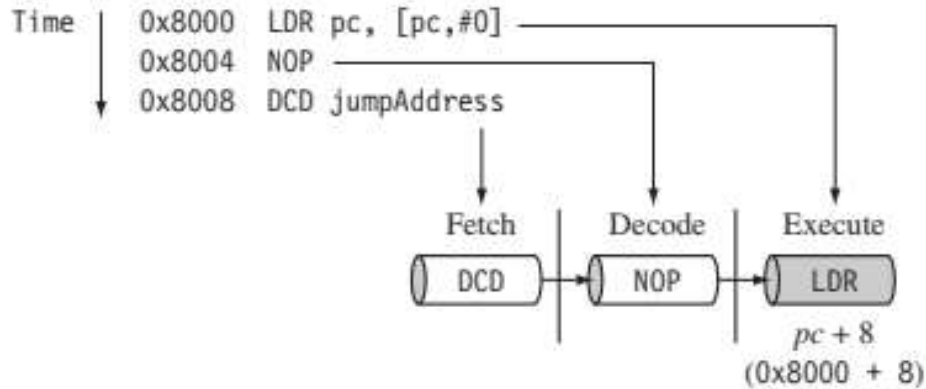 Time 0x8000 LDR pc, [pc,#0]
0x8004 NOP
0x8008 DCD jumpAddress
Fetch Decode Execute
DCD NOP LDR
pc + 8
(0x8000 + 8)